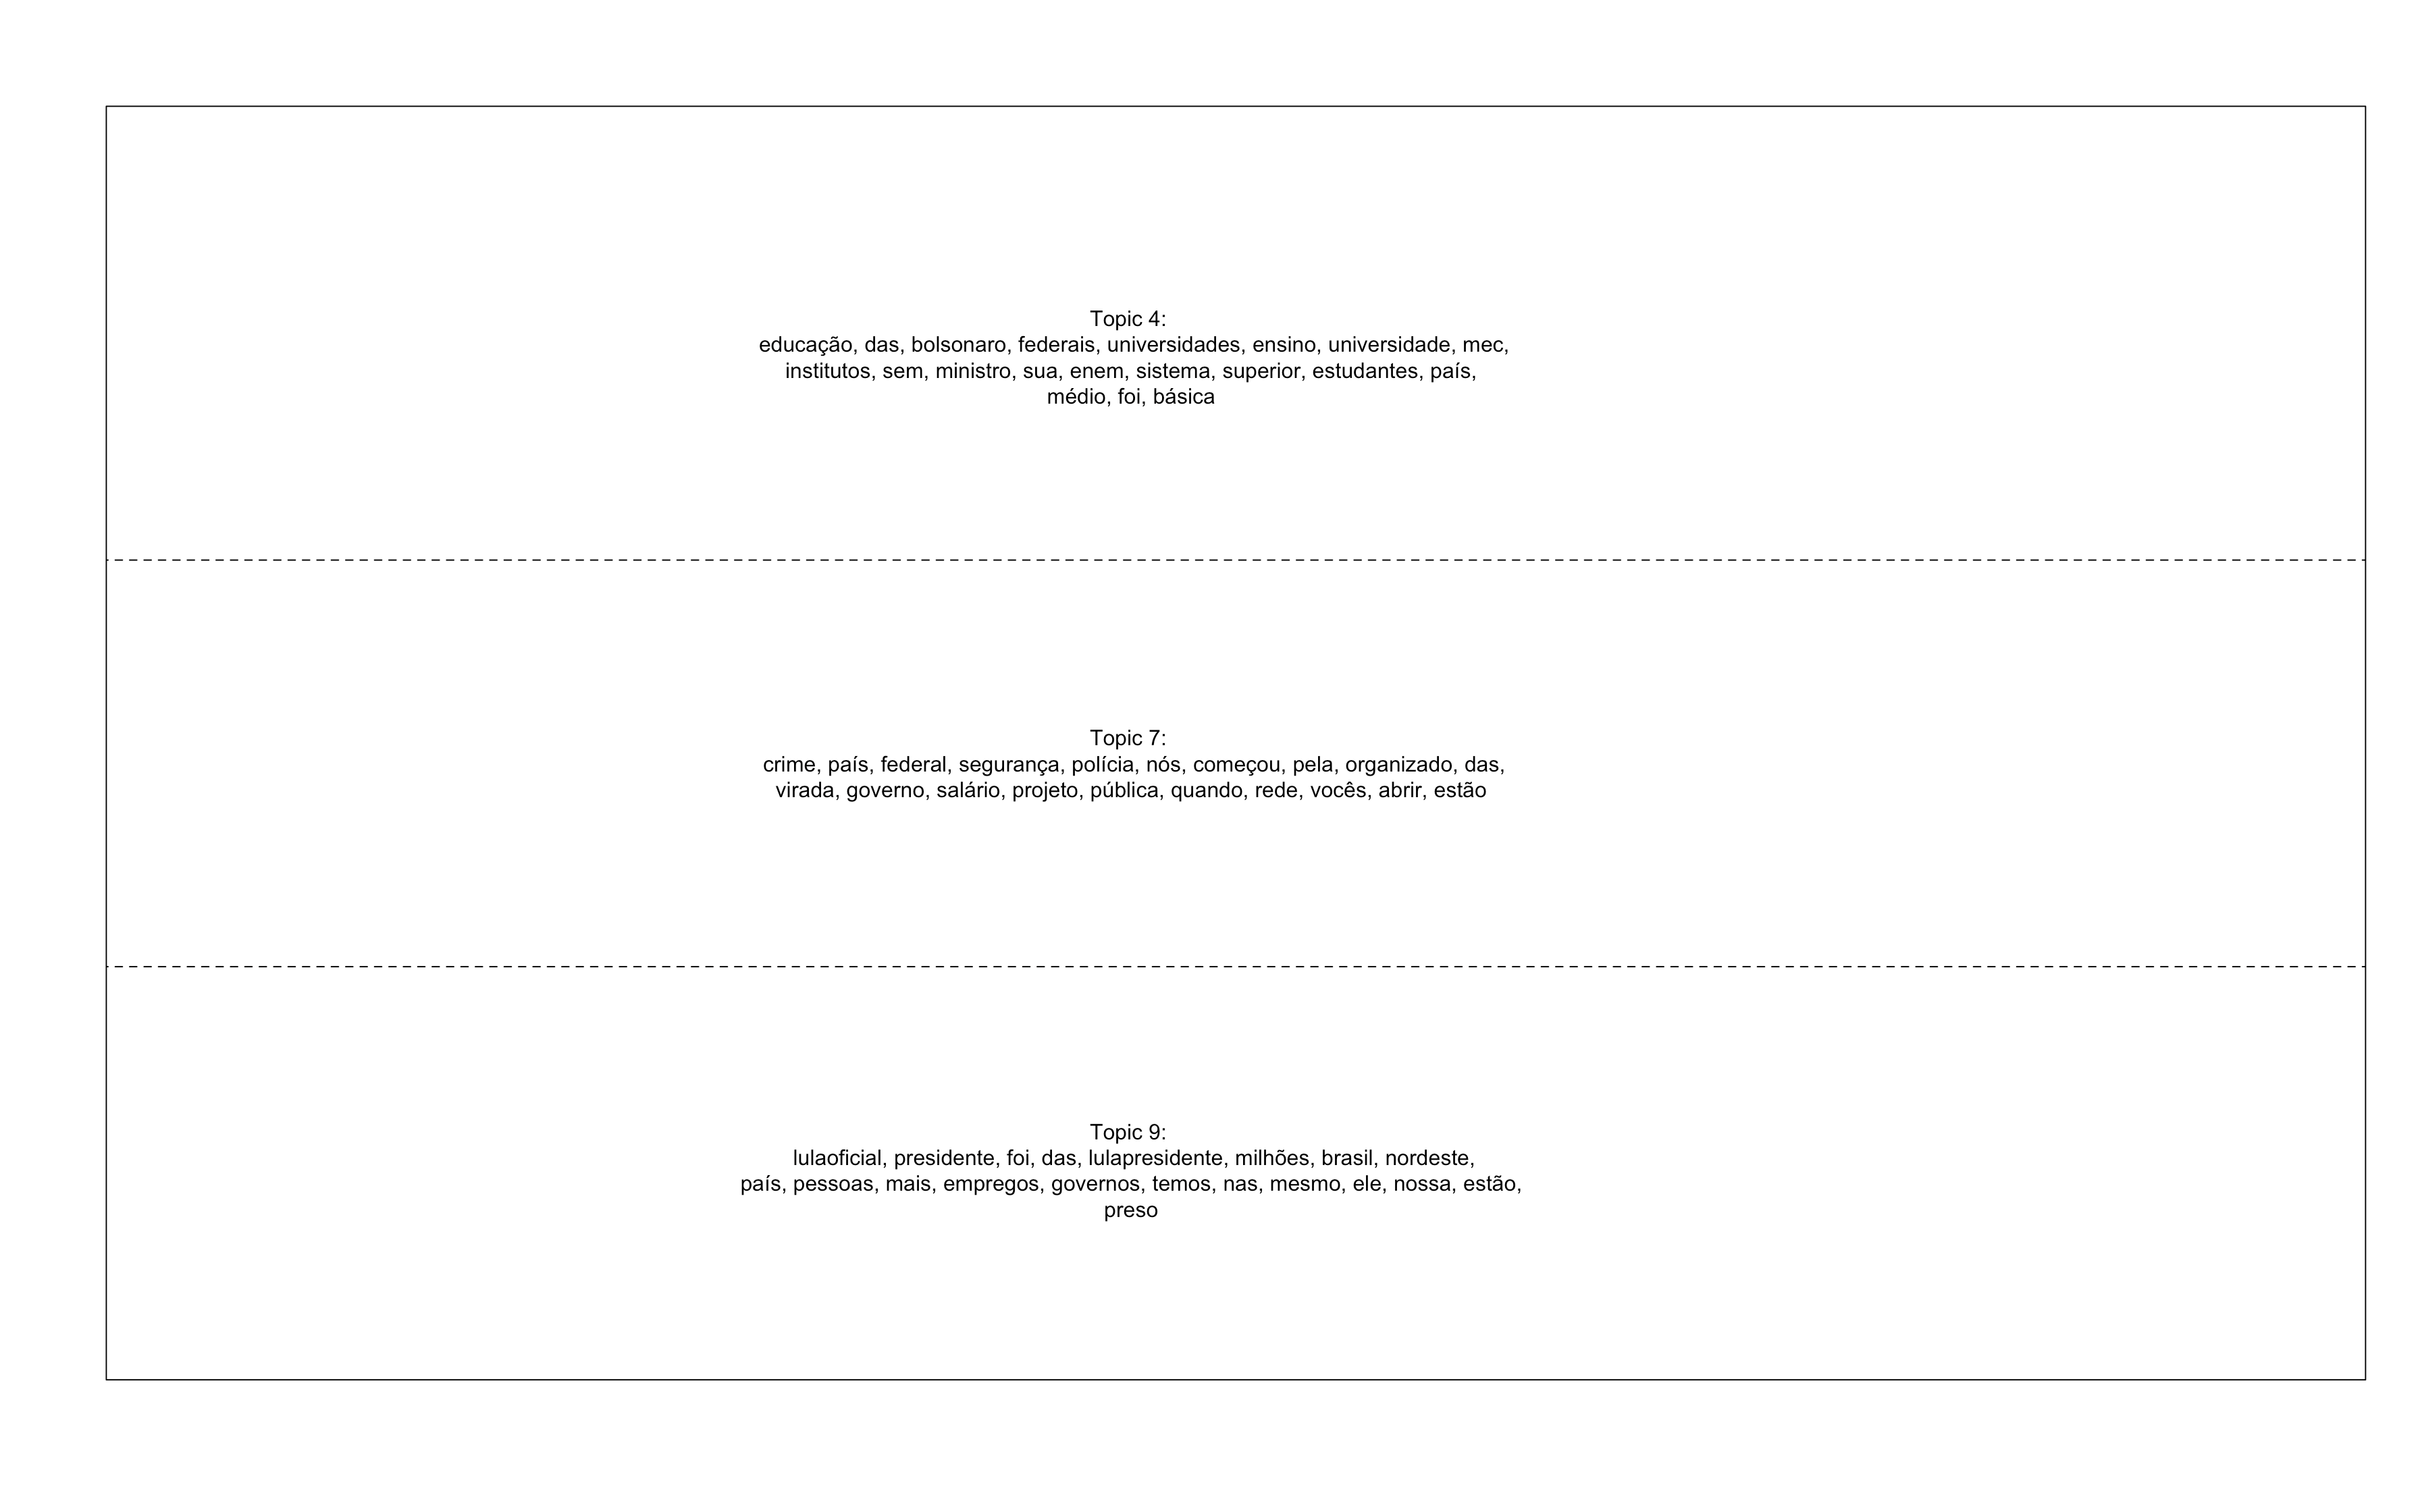 Topic 4:
educação, das, bolsonaro, federais, universidades, ensino, universidade, mec,
institutos, sem, ministro, sua, enem, sistema, superior, estudantes, país,
médio, foi, básica
Topic 7:
crime, país, federal, segurança, polícia, nós, começou, pela, organizado, das,
virada, governo, salário, projeto, pública, quando, rede, vocês, abrir, estão
Topic 9:
lulaoficial, presidente, foi, das, lulapresidente, milhões, brasil, nordeste,
país, pessoas, mais, empregos, governos, temos, nas, mesmo, ele, nossa, estão,
preso